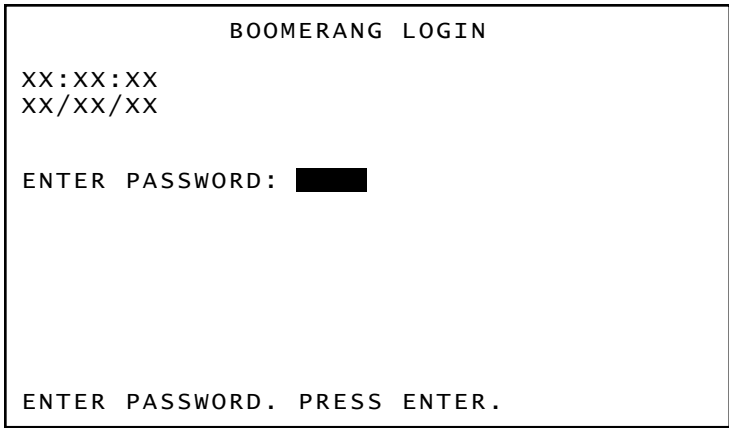 BOOMERANG LOGIN
XX:XX:XX
XX/XX/XX
ENTER PASSWORD:
ENTER PASSWORD. PRESS ENTER.